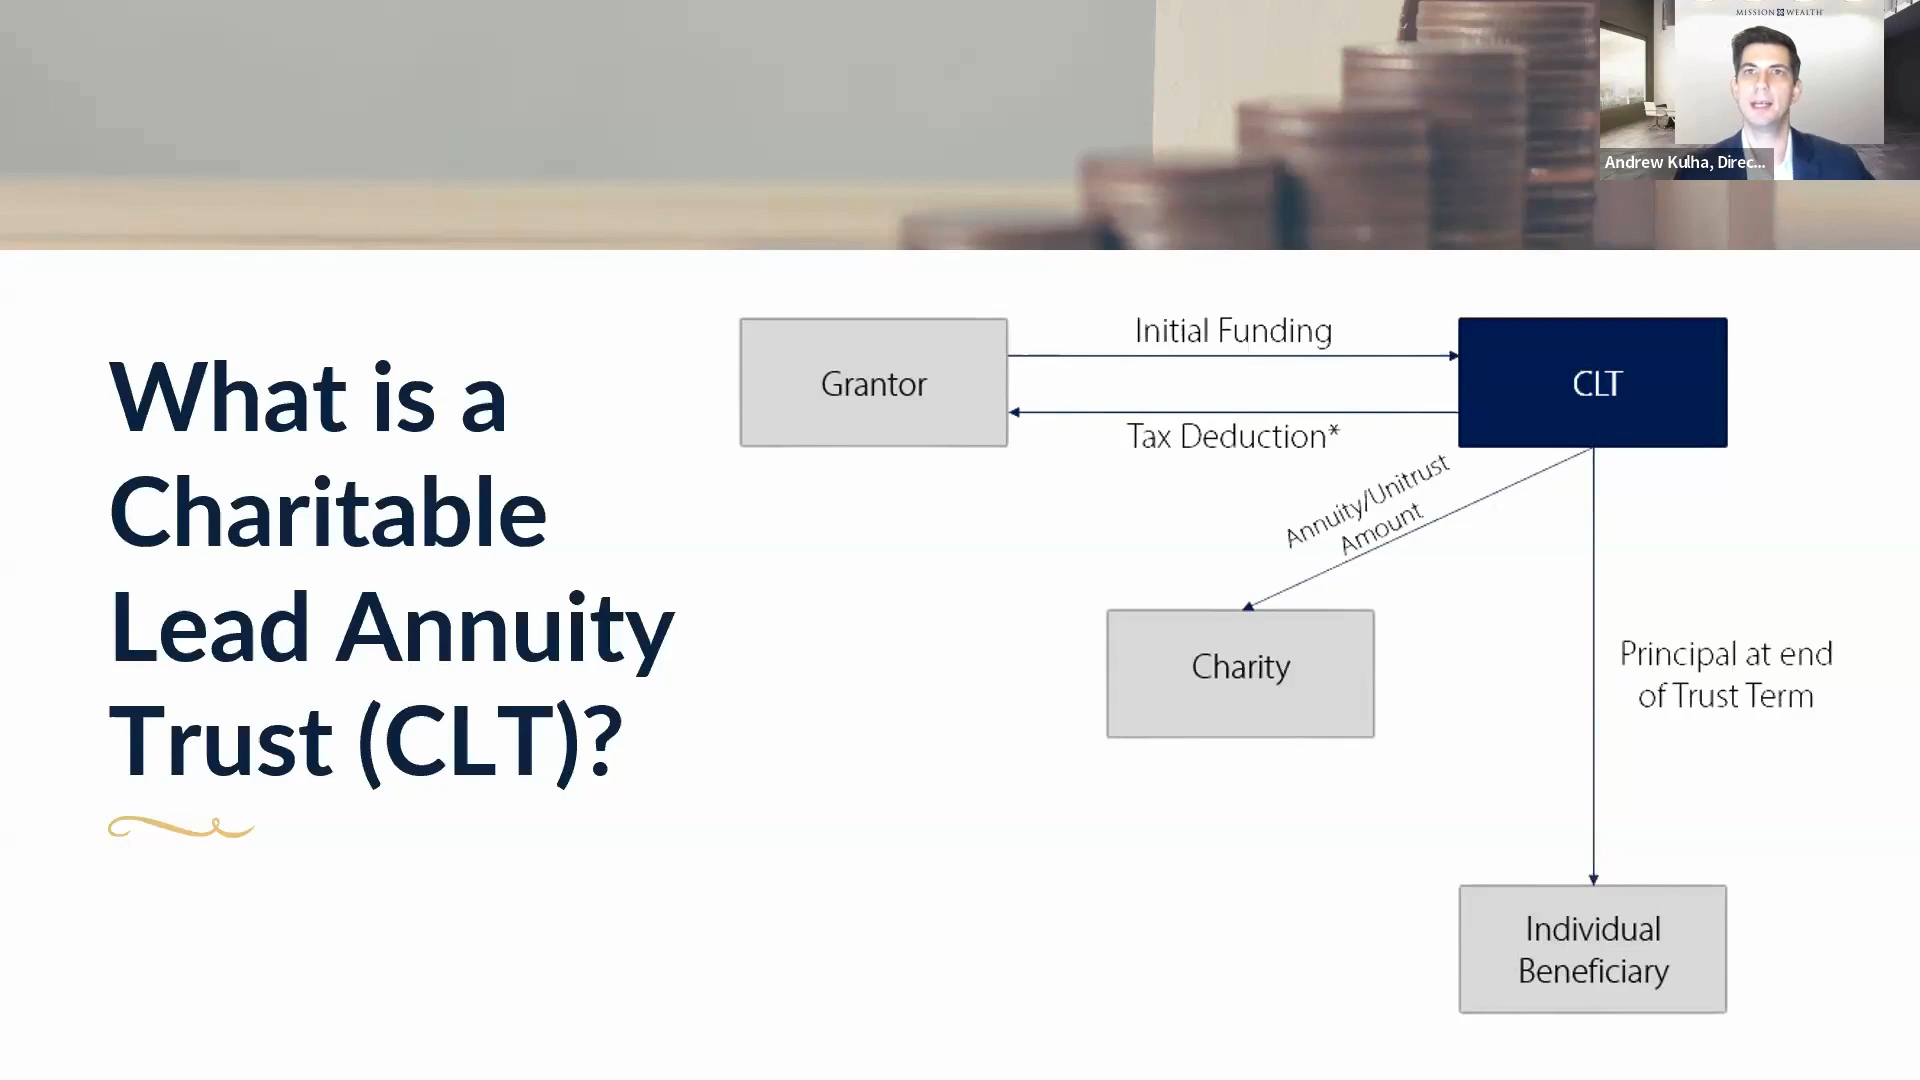 MISSION WEALTH
Andrew Kulha, Direc...
What is a
Charitable
Lead Annuity
Trust (CLT)?
Grantor
Initial Funding
Tax Deduction*
CLT
Annuity/Unitrust
Amount
Charity
Principal at end
of Trust Term
Individual
Beneficiary